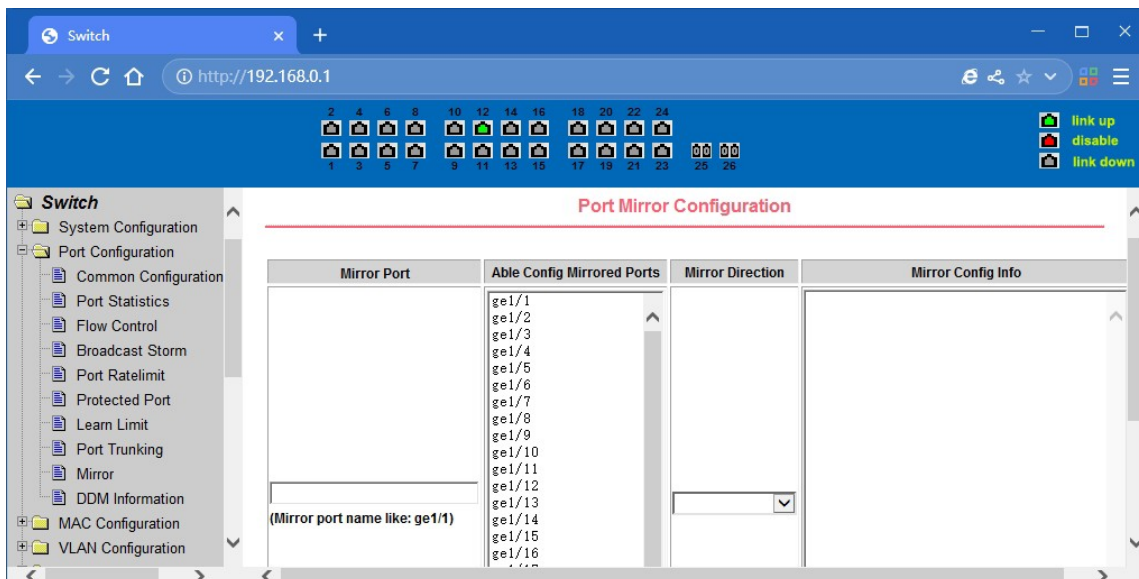 Switch
http://192.168.0.1
2 4 6 8 10 12 14 16 18 20 22 24
1 3 5 7 9 11 13 15 17 19 21 23 25 26
link up
disable
link down
Switch
System Configuration
Port Configuration
Common Configuration
Port Statistics
Flow Control
Broadcast Storm
Port Ratelimit
Protected Port
Learn Limit
Port Trunking
Mirror
DDM Information
MAC Configuration
VLAN Configuration
Port Mirror Configuration
Mirror Port
Able Config Mirrored Ports
Mirror Direction
Mirror Config Info
(Mirror port name like: ge1/1)
ge1/1
ge1/2
ge1/3
ge1/4
ge1/5
ge1/6
ge1/7
ge1/8
ge1/9
ge1/10
ge1/11
ge1/12
ge1/13
ge1/14
ge1/15
ge1/16